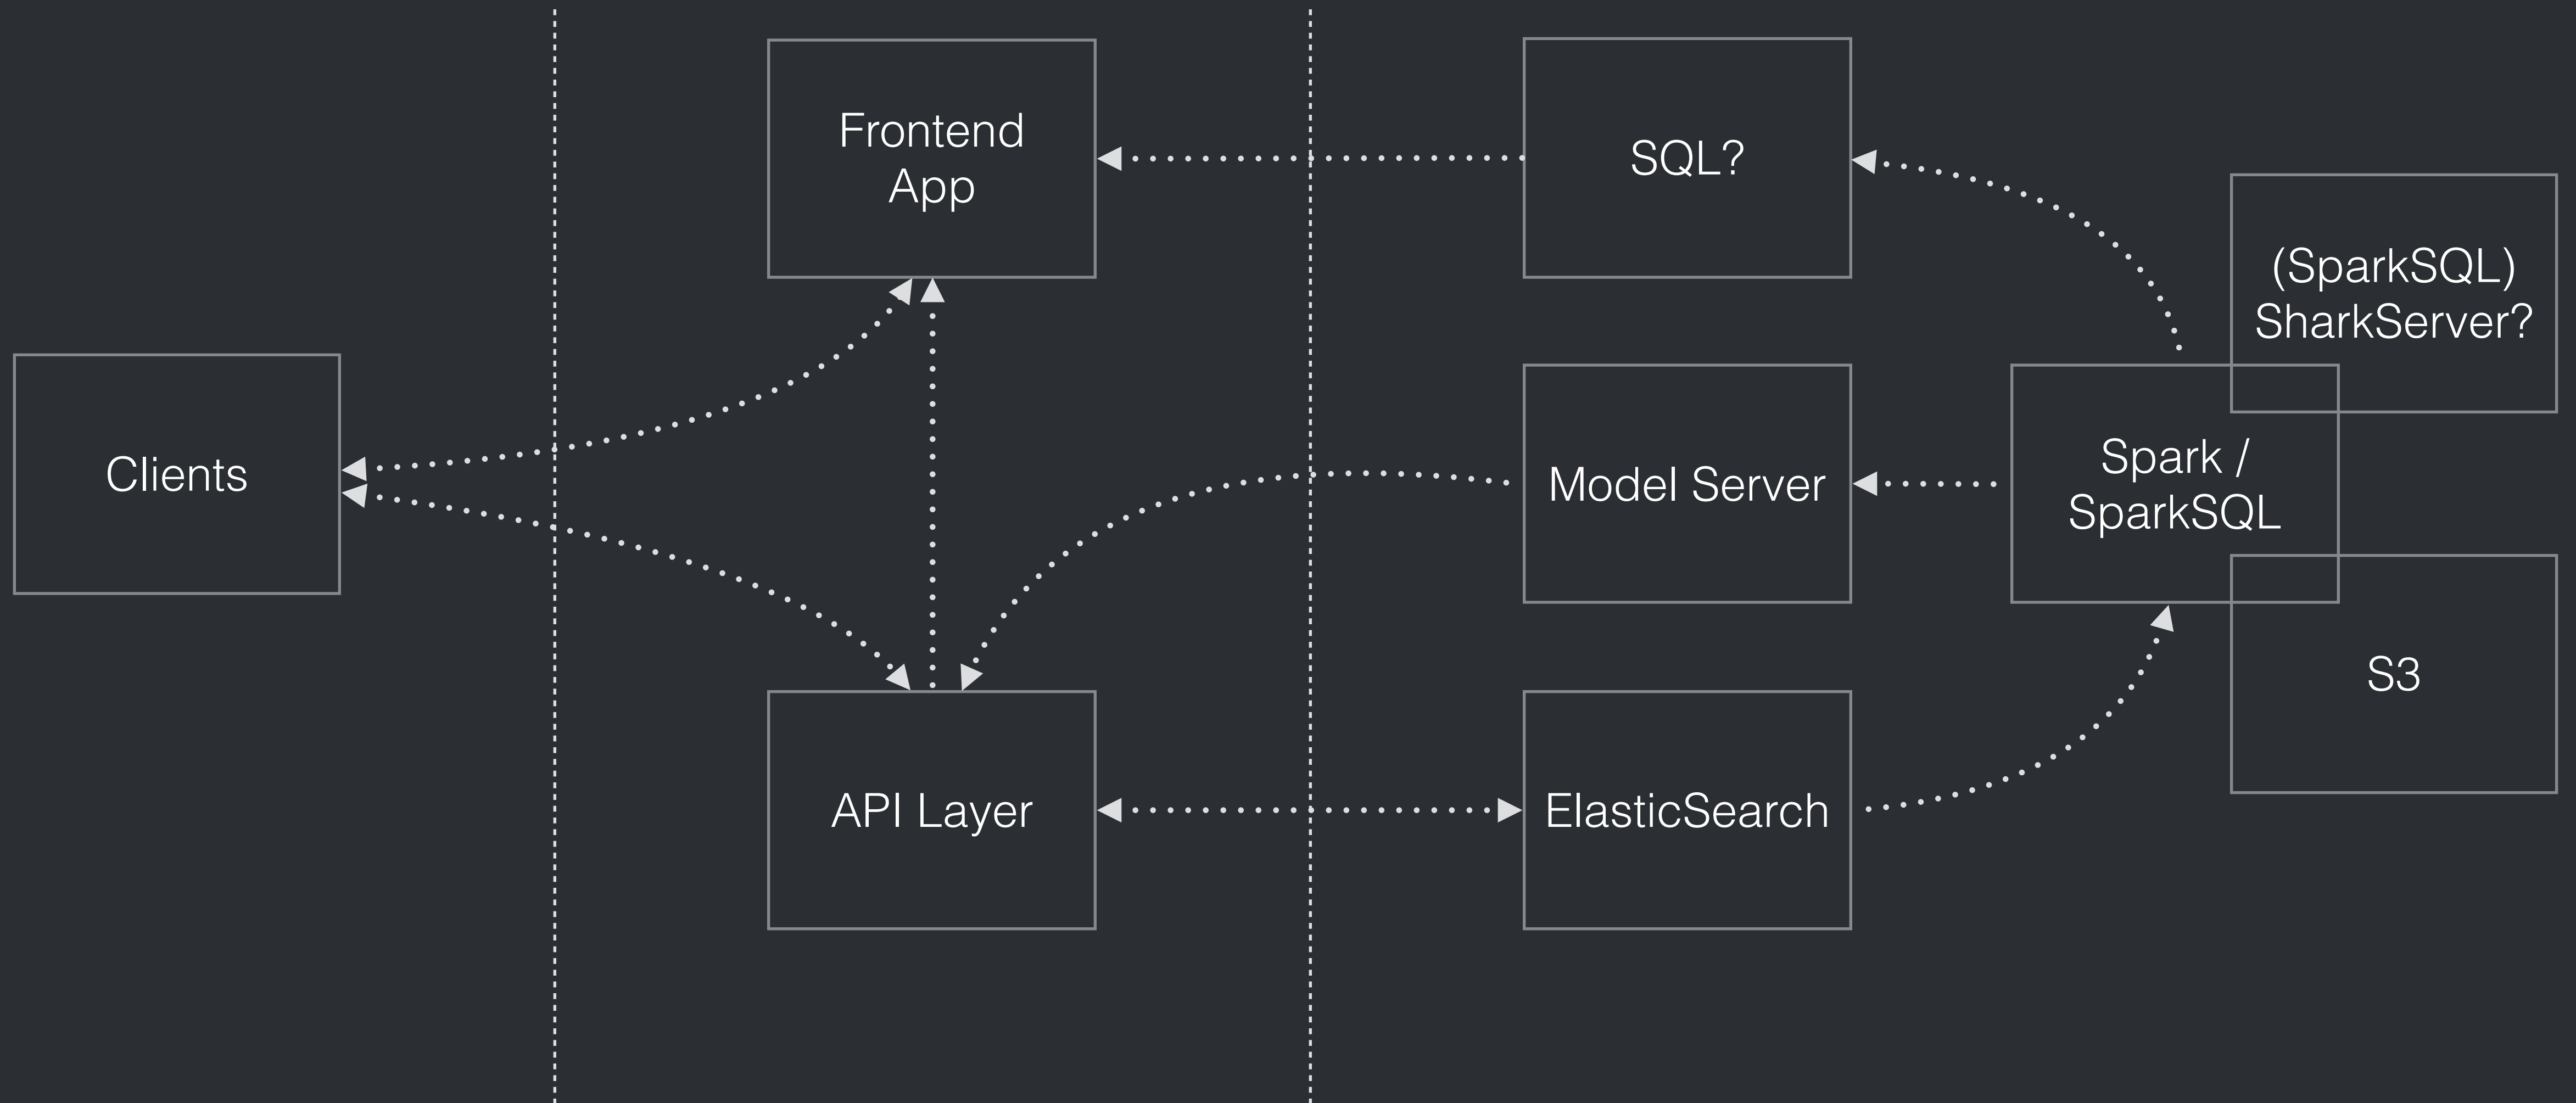 Frontend
App
SQL?
(SparkSQL)
SharkServer?
Clients
Model Server
Spark /
SparkSQL
S3
API Layer
ElasticSearch